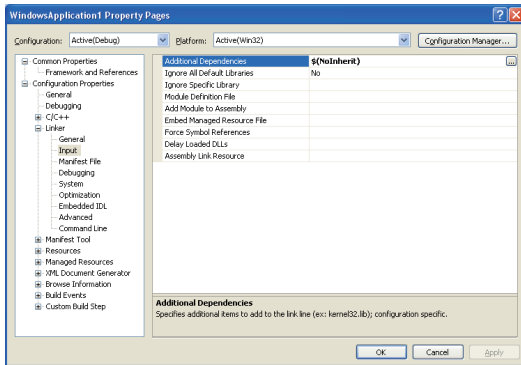 WindowsApplication1 Property Pages
Configuration: Active(Debug) Platform: Active(Win32) Configuration Manager...
Common Properties
Framework and References
Configuration Properties
General
Debugging
C/C++
Linker
General
Input
Manifest File
Debugging
System
Optimization
Embedded IDL
Advanced
Command Line
Manifest Tool
Resources
Managed Resources
XML Document Generator
Browse Information
Build Events
Custom Build Step
Additional Dependencies $(NoInherit) ...
Ignore All Default Libraries No
Ignore Specific Library
Module Definition File
Add Module to Assembly
Embed Managed Resource File
Force Symbol References
Delay Loaded DLLs
Assembly Link Resource
Additional Dependencies
Specifies additional items to add to the link line (ex: kernel32.lib); configuration specific.
OK Cancel Apply